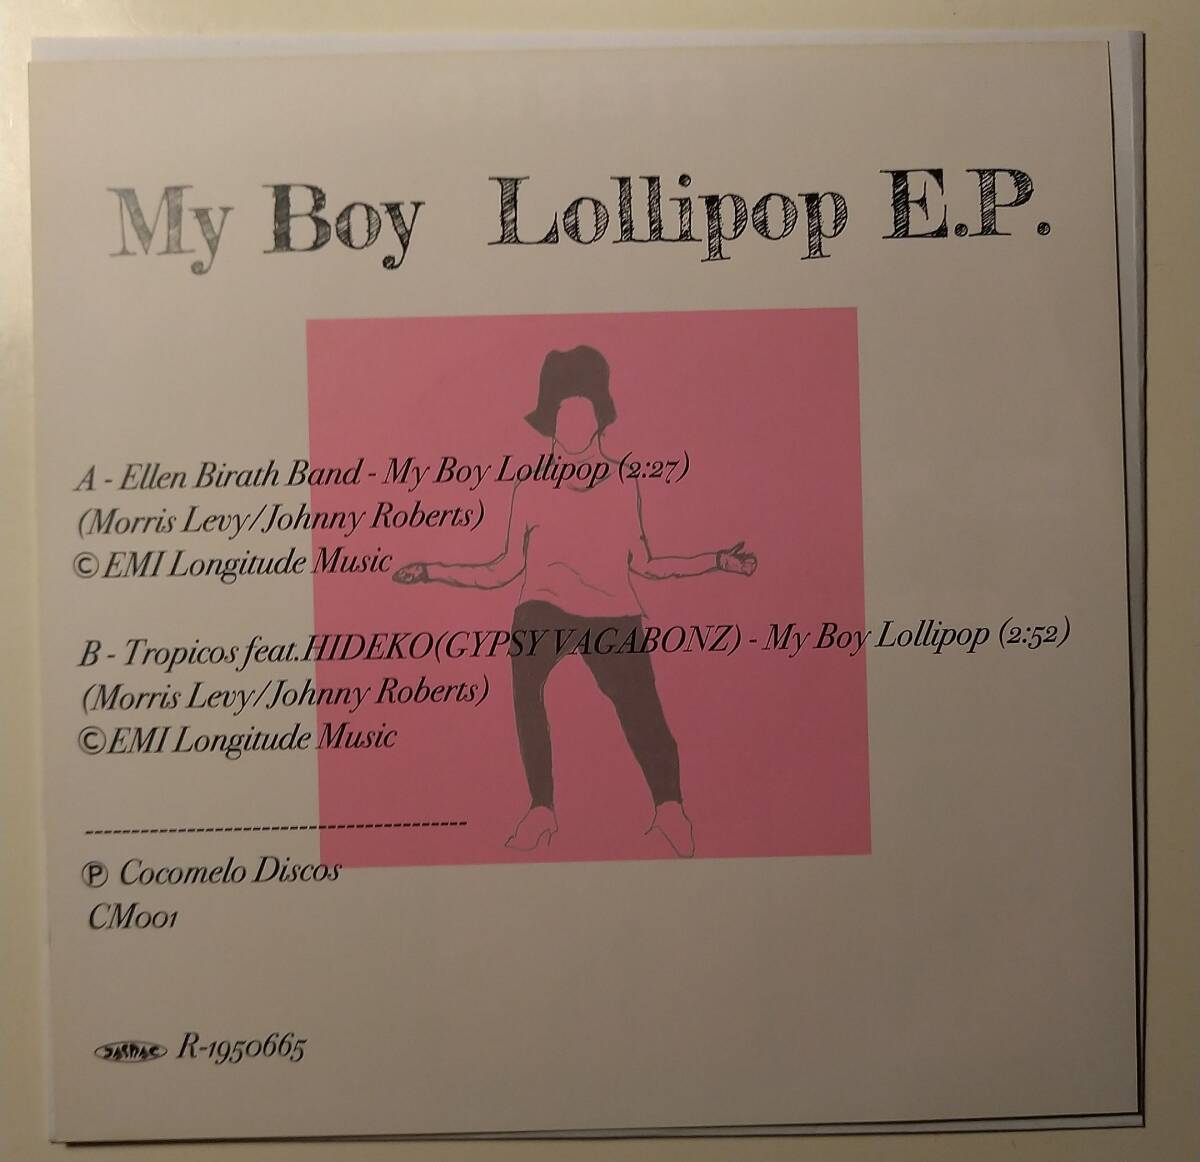 My Boy Lollipop E.P.
A - Ellen Birath Band - My Boy Lollipop (2:27)
(Morris Levy/Johnny Roberts)
©EMI Longitude Music
B - Tropicos feat.HIDEKO(GYPSY VAGABONZ) - My Boy Lollipop (2:52)
(Morris Levy/Johnny Roberts)
©EMI Longitude Music
-----------------------------------------
℗ Cocomelo Discos
CM001
JASRAC R-1950665